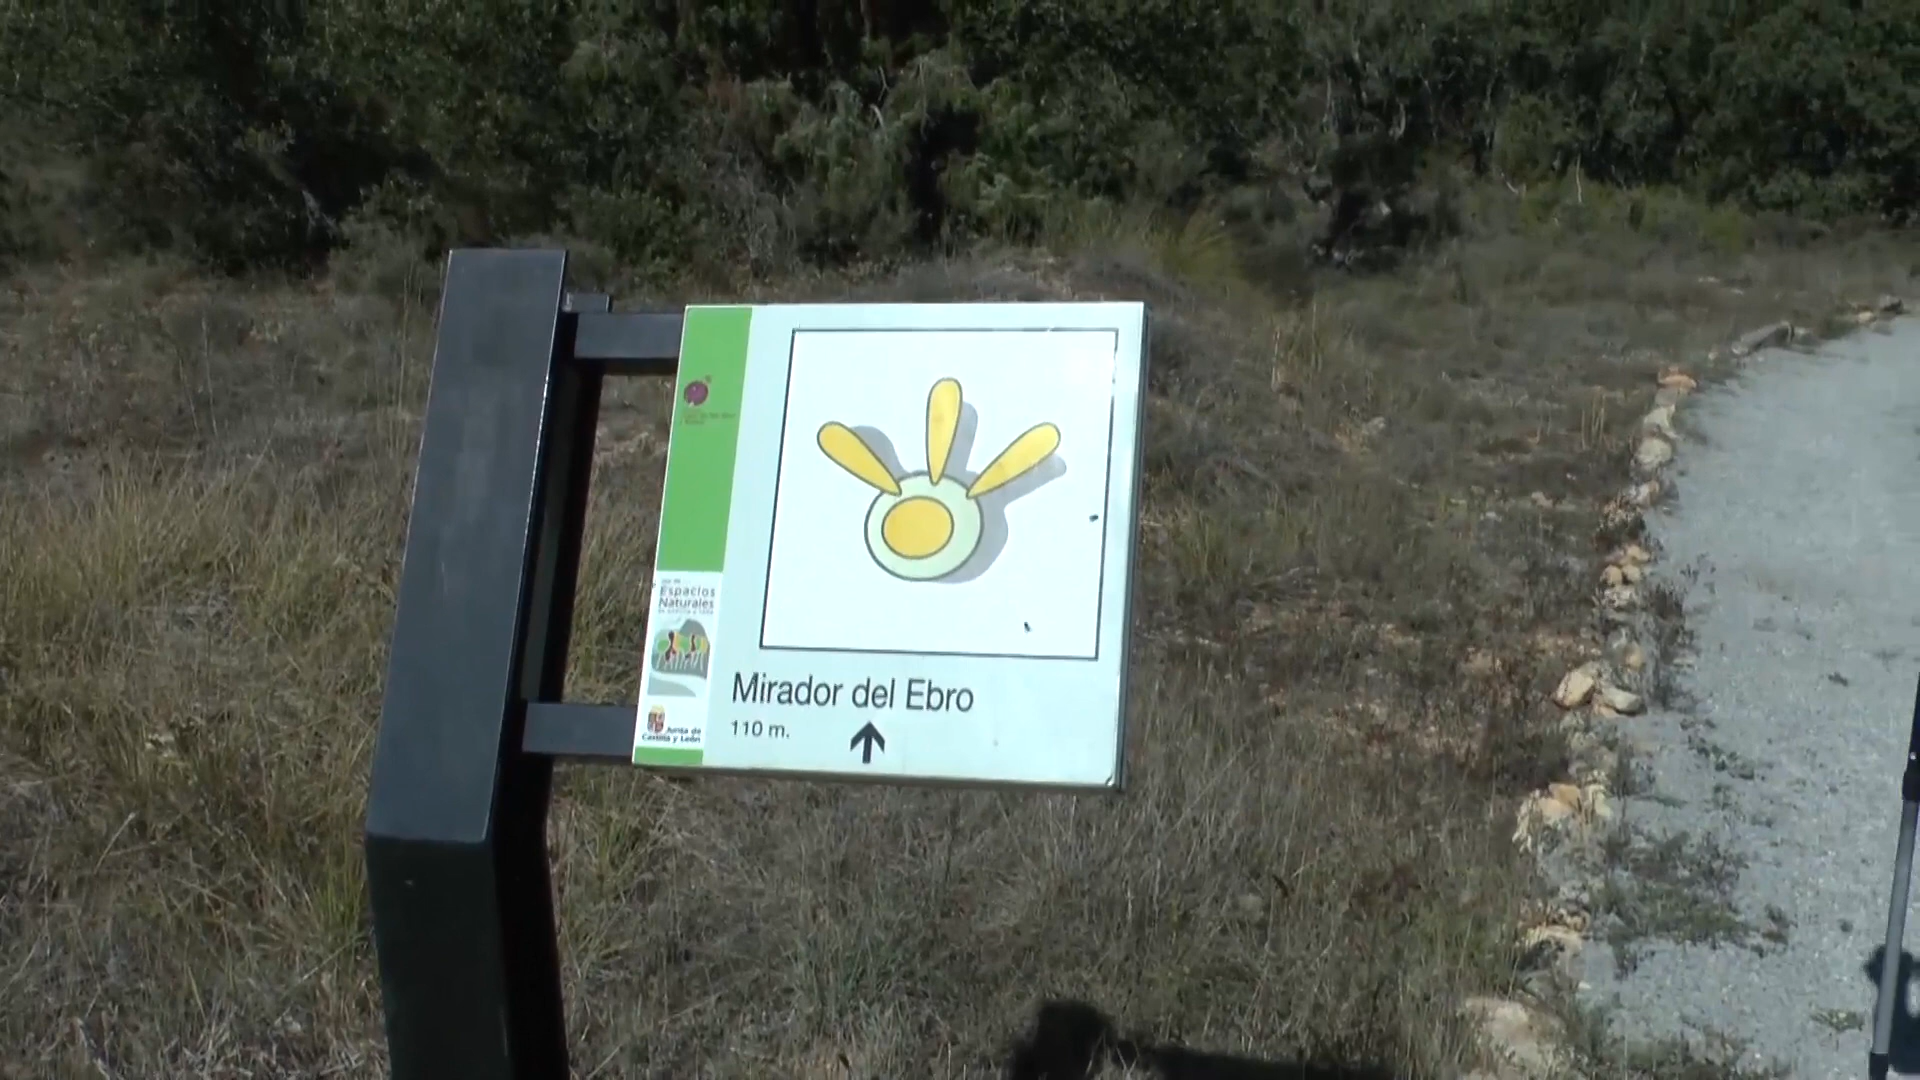 Espacios
Naturales
Junta de
Castilla y León
Mirador del Ebro
110 m.